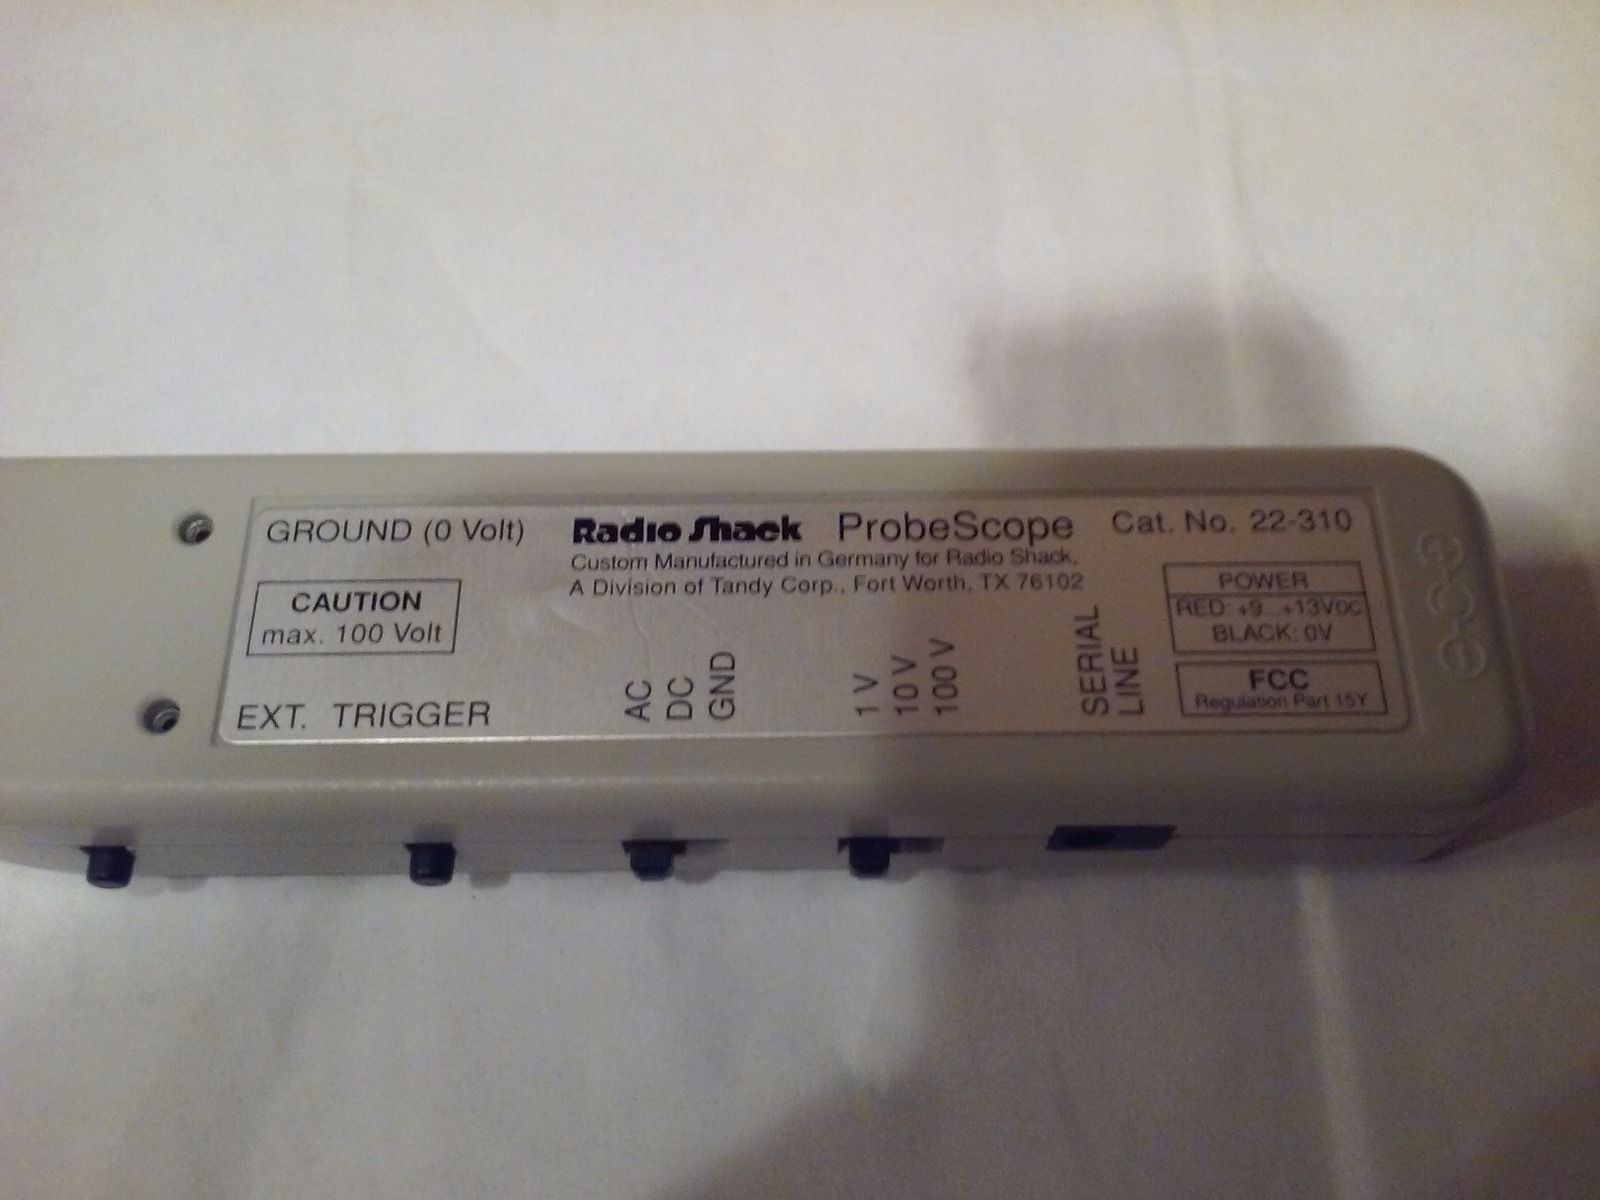 GROUND (0 Volt)
Radio Shack ProbeScope Cat. No. 22-310
Custom Manufactured in Germany for Radio Shack,
A Division of Tandy Corp., Fort Worth, TX 76102
CAUTION
max. 100 Volt
POWER
RED: +9...+13VDC
BLACK: 0V
FCC
Regulation Part 15Y
EXT. TRIGGER
AC
DC
GND
1 V
10 V
100 V
SERIAL
LINE